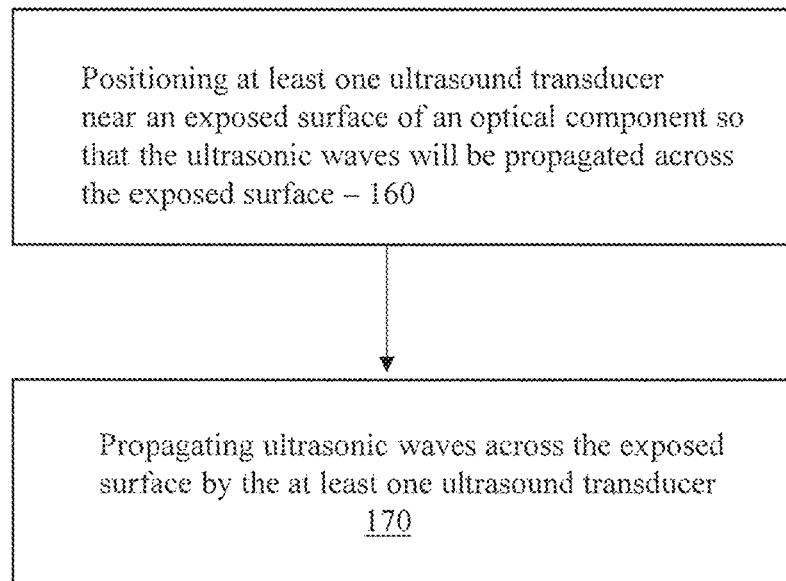 Positioning at least one ultrasound transducer
near an exposed surface of an optical component so
that the ultrasonic waves will be propagated across
the exposed surface – 160
Propagating ultrasonic waves across the exposed
surface by the at least one ultrasound transducer
170